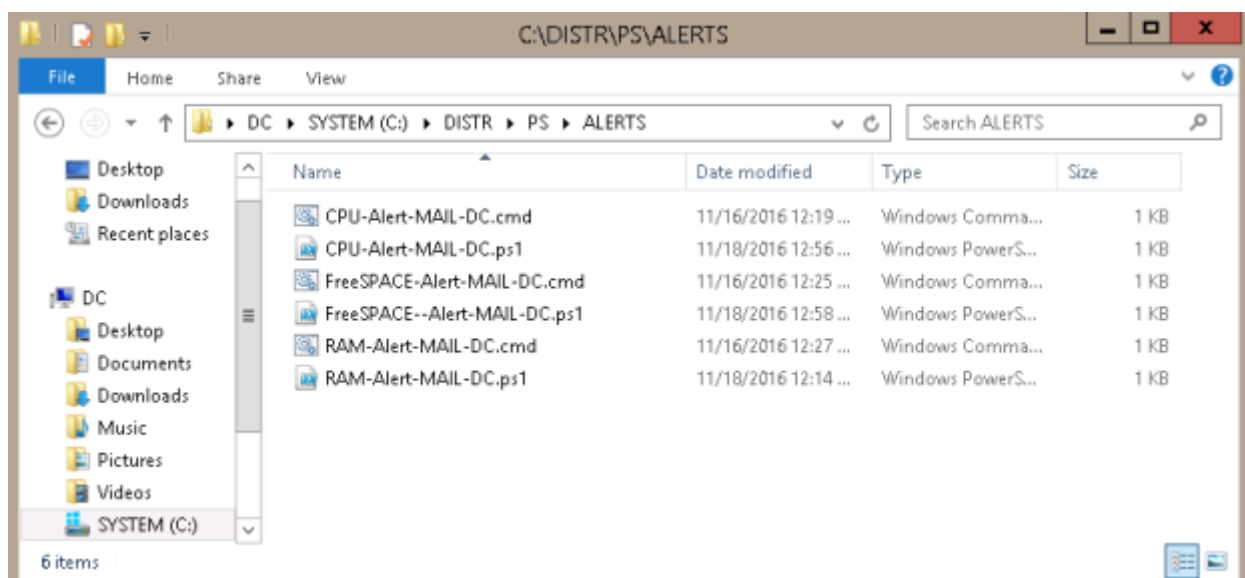 C:\DISTR\PS\ALERTS
File Home Share View
DC SYSTEM (C:) DISTR PS ALERTS Search ALERTS
Name Date modified Type Size
Desktop
Downloads
Recent places
DC
Desktop
Documents
Downloads
Music
Pictures
Videos
SYSTEM (C:)
CPU-Alert-MAIL-DC.cmd 11/16/2016 12:19 ... Windows Comma... 1 KB
CPU-Alert-MAIL-DC.ps1 11/18/2016 12:56 ... Windows PowerS... 1 KB
FreeSPACE-Alert-MAIL-DC.cmd 11/16/2016 12:25 ... Windows Comma... 1 KB
FreeSPACE--Alert-MAIL-DC.ps1 11/18/2016 12:58 ... Windows PowerS... 1 KB
RAM-Alert-MAIL-DC.cmd 11/16/2016 12:27 ... Windows Comma... 1 KB
RAM-Alert-MAIL-DC.ps1 11/18/2016 12:14 ... Windows PowerS... 1 KB
6 items